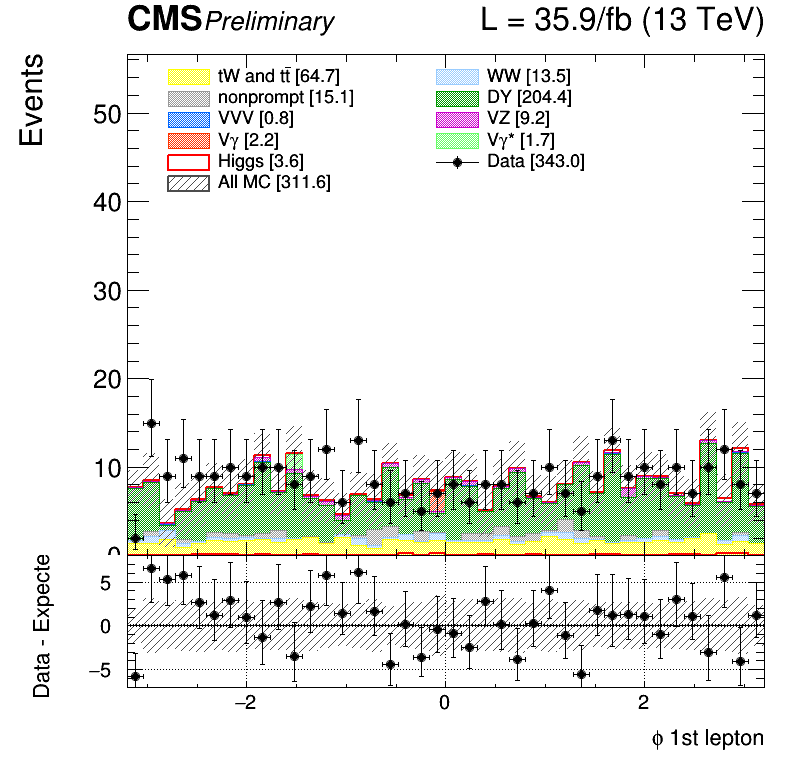 CMS Preliminary L = 35.9/fb (13 TeV)
Events
tW and tt̄ [64.7]
nonprompt [15.1]
VVV [0.8]
Vγ [2.2]
Higgs [3.6]
All MC [311.6]
WW [13.5]
DY [204.4]
VZ [9.2]
Vγ* [1.7]
Data [343.0]
50
40
30
20
10
0
Data - Expecte
5
0
−5
−2 0 2
ϕ 1st lepton